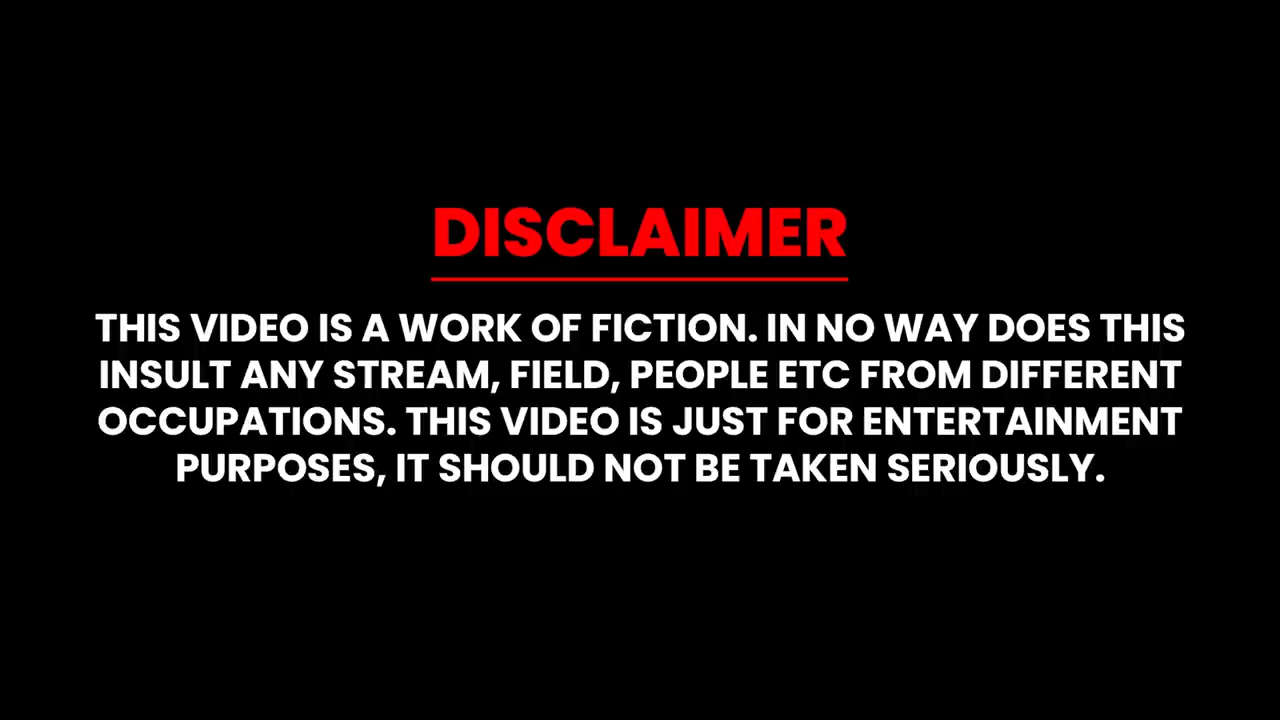 DISCLAIMER
THIS VIDEO IS A WORK OF FICTION. IN NO WAY DOES THIS
INSULT ANY STREAM, FIELD, PEOPLE ETC FROM DIFFERENT
OCCUPATIONS. THIS VIDEO IS JUST FOR ENTERTAINMENT
PURPOSES, IT SHOULD NOT BE TAKEN SERIOUSLY.